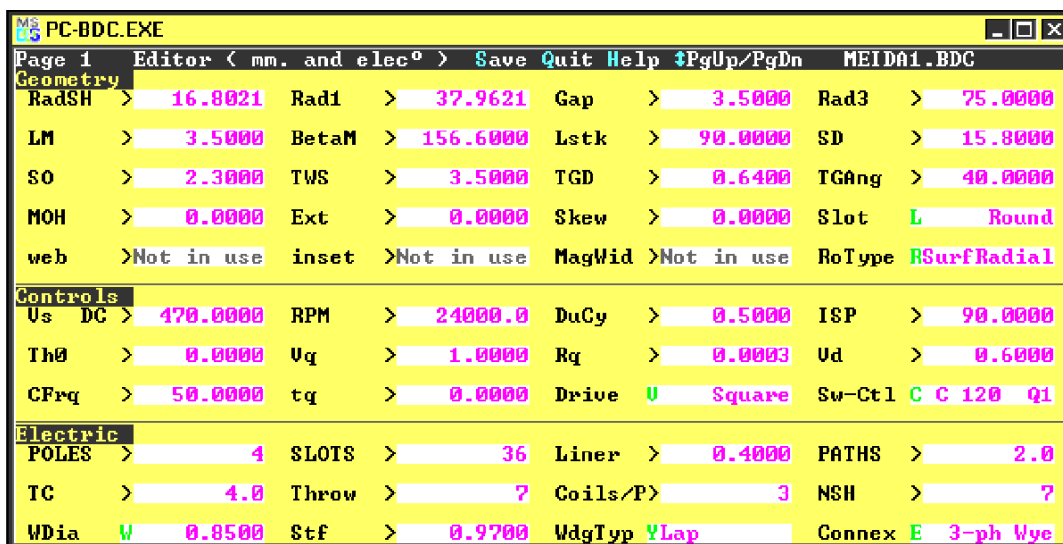 MS DOS PC-BDC.EXE
Page 1 Editor ( mm. and elecº ) Save Quit Help ↕PgUp/PgDn MEIDA1.BDC
Geometry
RadSH > 16.8021 Rad1 > 37.9621 Gap > 3.5000 Rad3 > 75.0000
LM > 3.5000 BetaM > 156.6000 Lstk > 90.0000 SD > 15.8000
SO > 2.3000 TWS > 3.5000 TGD > 0.6400 TGAng > 40.0000
MOH > 0.0000 Ext > 0.0000 Skew > 0.0000 Slot L Round
web >Not in use inset >Not in use MagWid >Not in use RoType RSurfRadial
Controls
Vs DC > 470.0000 RPM > 24000.0 DuCy > 0.5000 ISP > 90.0000
Th0 > 0.0000 Vq > 1.0000 Rq > 0.0003 Vd > 0.6000
CFrq > 50.0000 tq > 0.0000 Drive V Square Sw-Ctl C C 120 Q1
Electric
POLES > 4 SLOTS > 36 Liner > 0.4000 PATHS > 2.0
TC > 4.0 Throw > 7 Coils/P> 3 NSH > 7
WDia W 0.8500 Stf > 0.9700 WdgTyp YLap Connex E 3-ph Wye